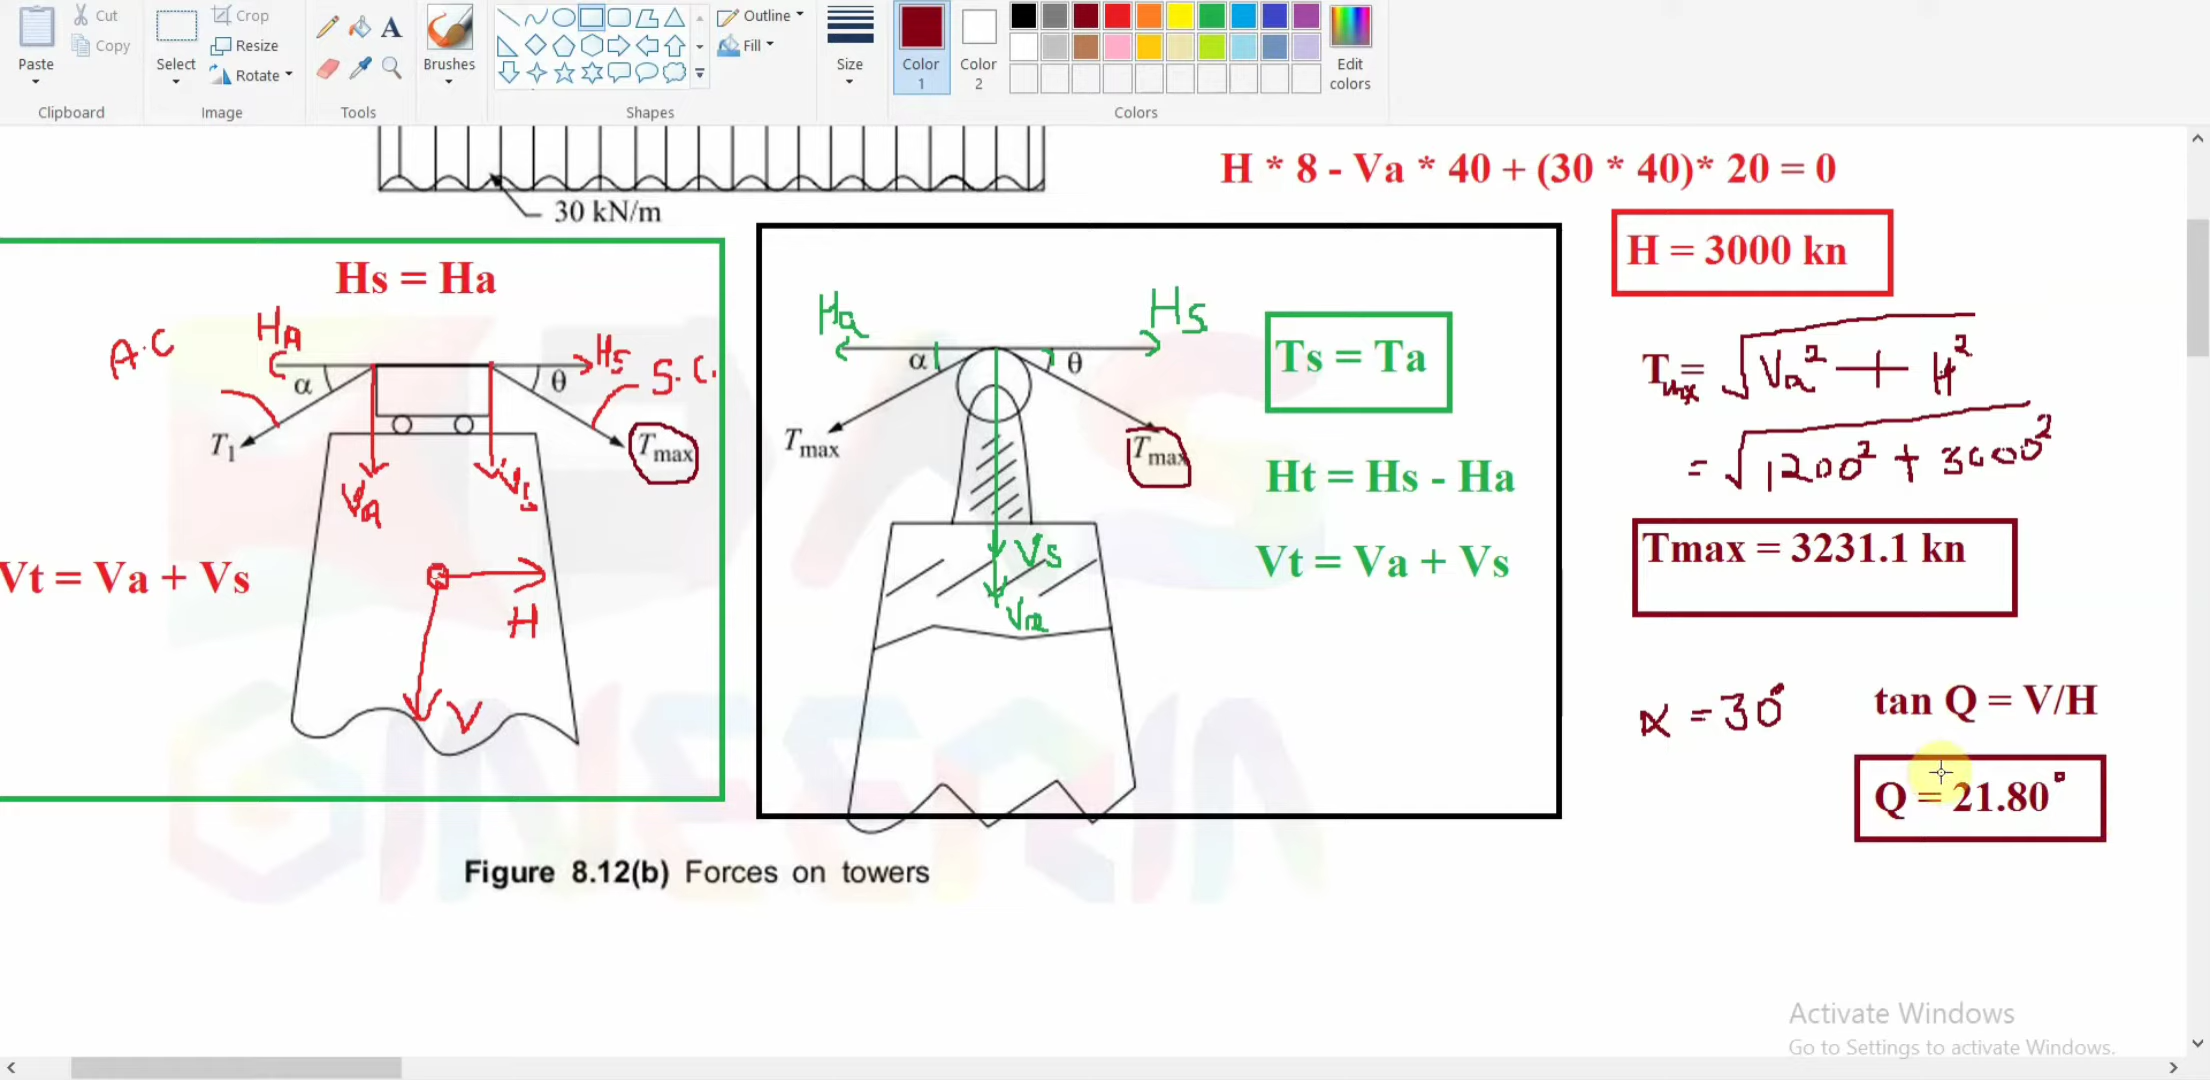 Cut
Crop
Outline
Paste
Copy
Select
Resize
Rotate
A
Brushes
Fill
Size
Color
1
Color
2
Edit
colors
Clipboard
Image
Tools
Shapes
Colors
30 kN/m
H * 8 - Va * 40 + (30 * 40)* 20 = 0
H = 3000 kn
Hs = Ha
A.C
HA
Hs
S.C.
α
θ
T1
Tmax
VA
Vs
Vt = Va + Vs
H
V
Ha
Hs
α
θ
Tmax
Tmax
Vs
Va
Ts = Ta
Ht = Hs - Ha
Vt = Va + Vs
Tmax = √Va² + H²
= √1200² + 3000²
Tmax = 3231.1 kn
α = 30°
tan Q = V/H
Q = 21.80°
Figure 8.12(b) Forces on towers
GINEERIN
Activate Windows
Go to Settings to activate Windows.